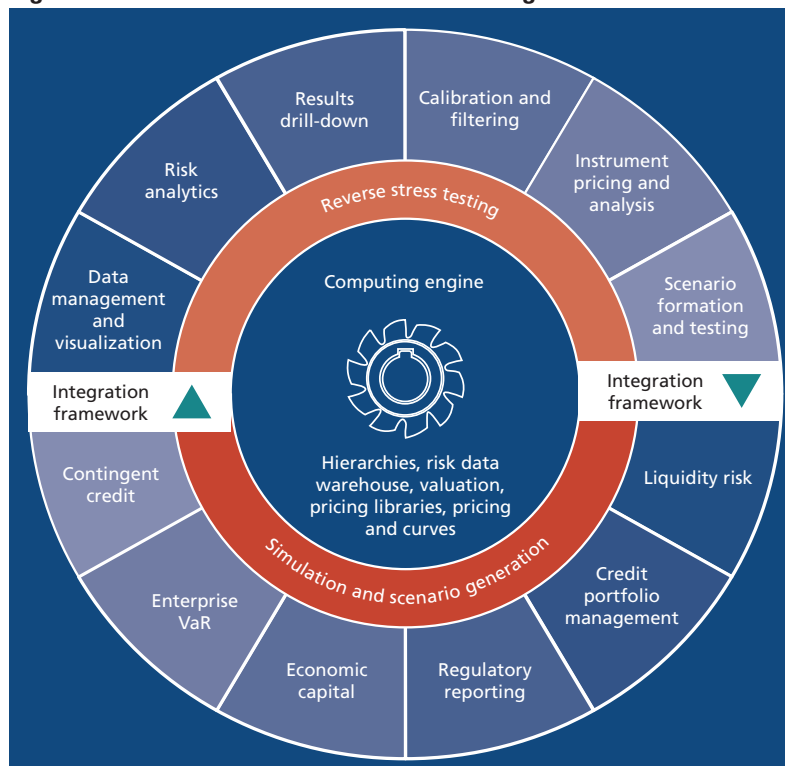 Results
drill-down
Calibration and
filtering
Instrument
pricing and
analysis
Scenario
formation
and testing
Risk
analytics
Data
management
and
visualization
Reverse stress testing
Computing engine
Integration
framework
Integration
framework
Hierarchies, risk data
warehouse, valuation,
pricing libraries, pricing
and curves
Simulation and scenario generation
Contingent
credit
Enterprise
VaR
Economic
capital
Regulatory
reporting
Credit
portfolio
management
Liquidity risk